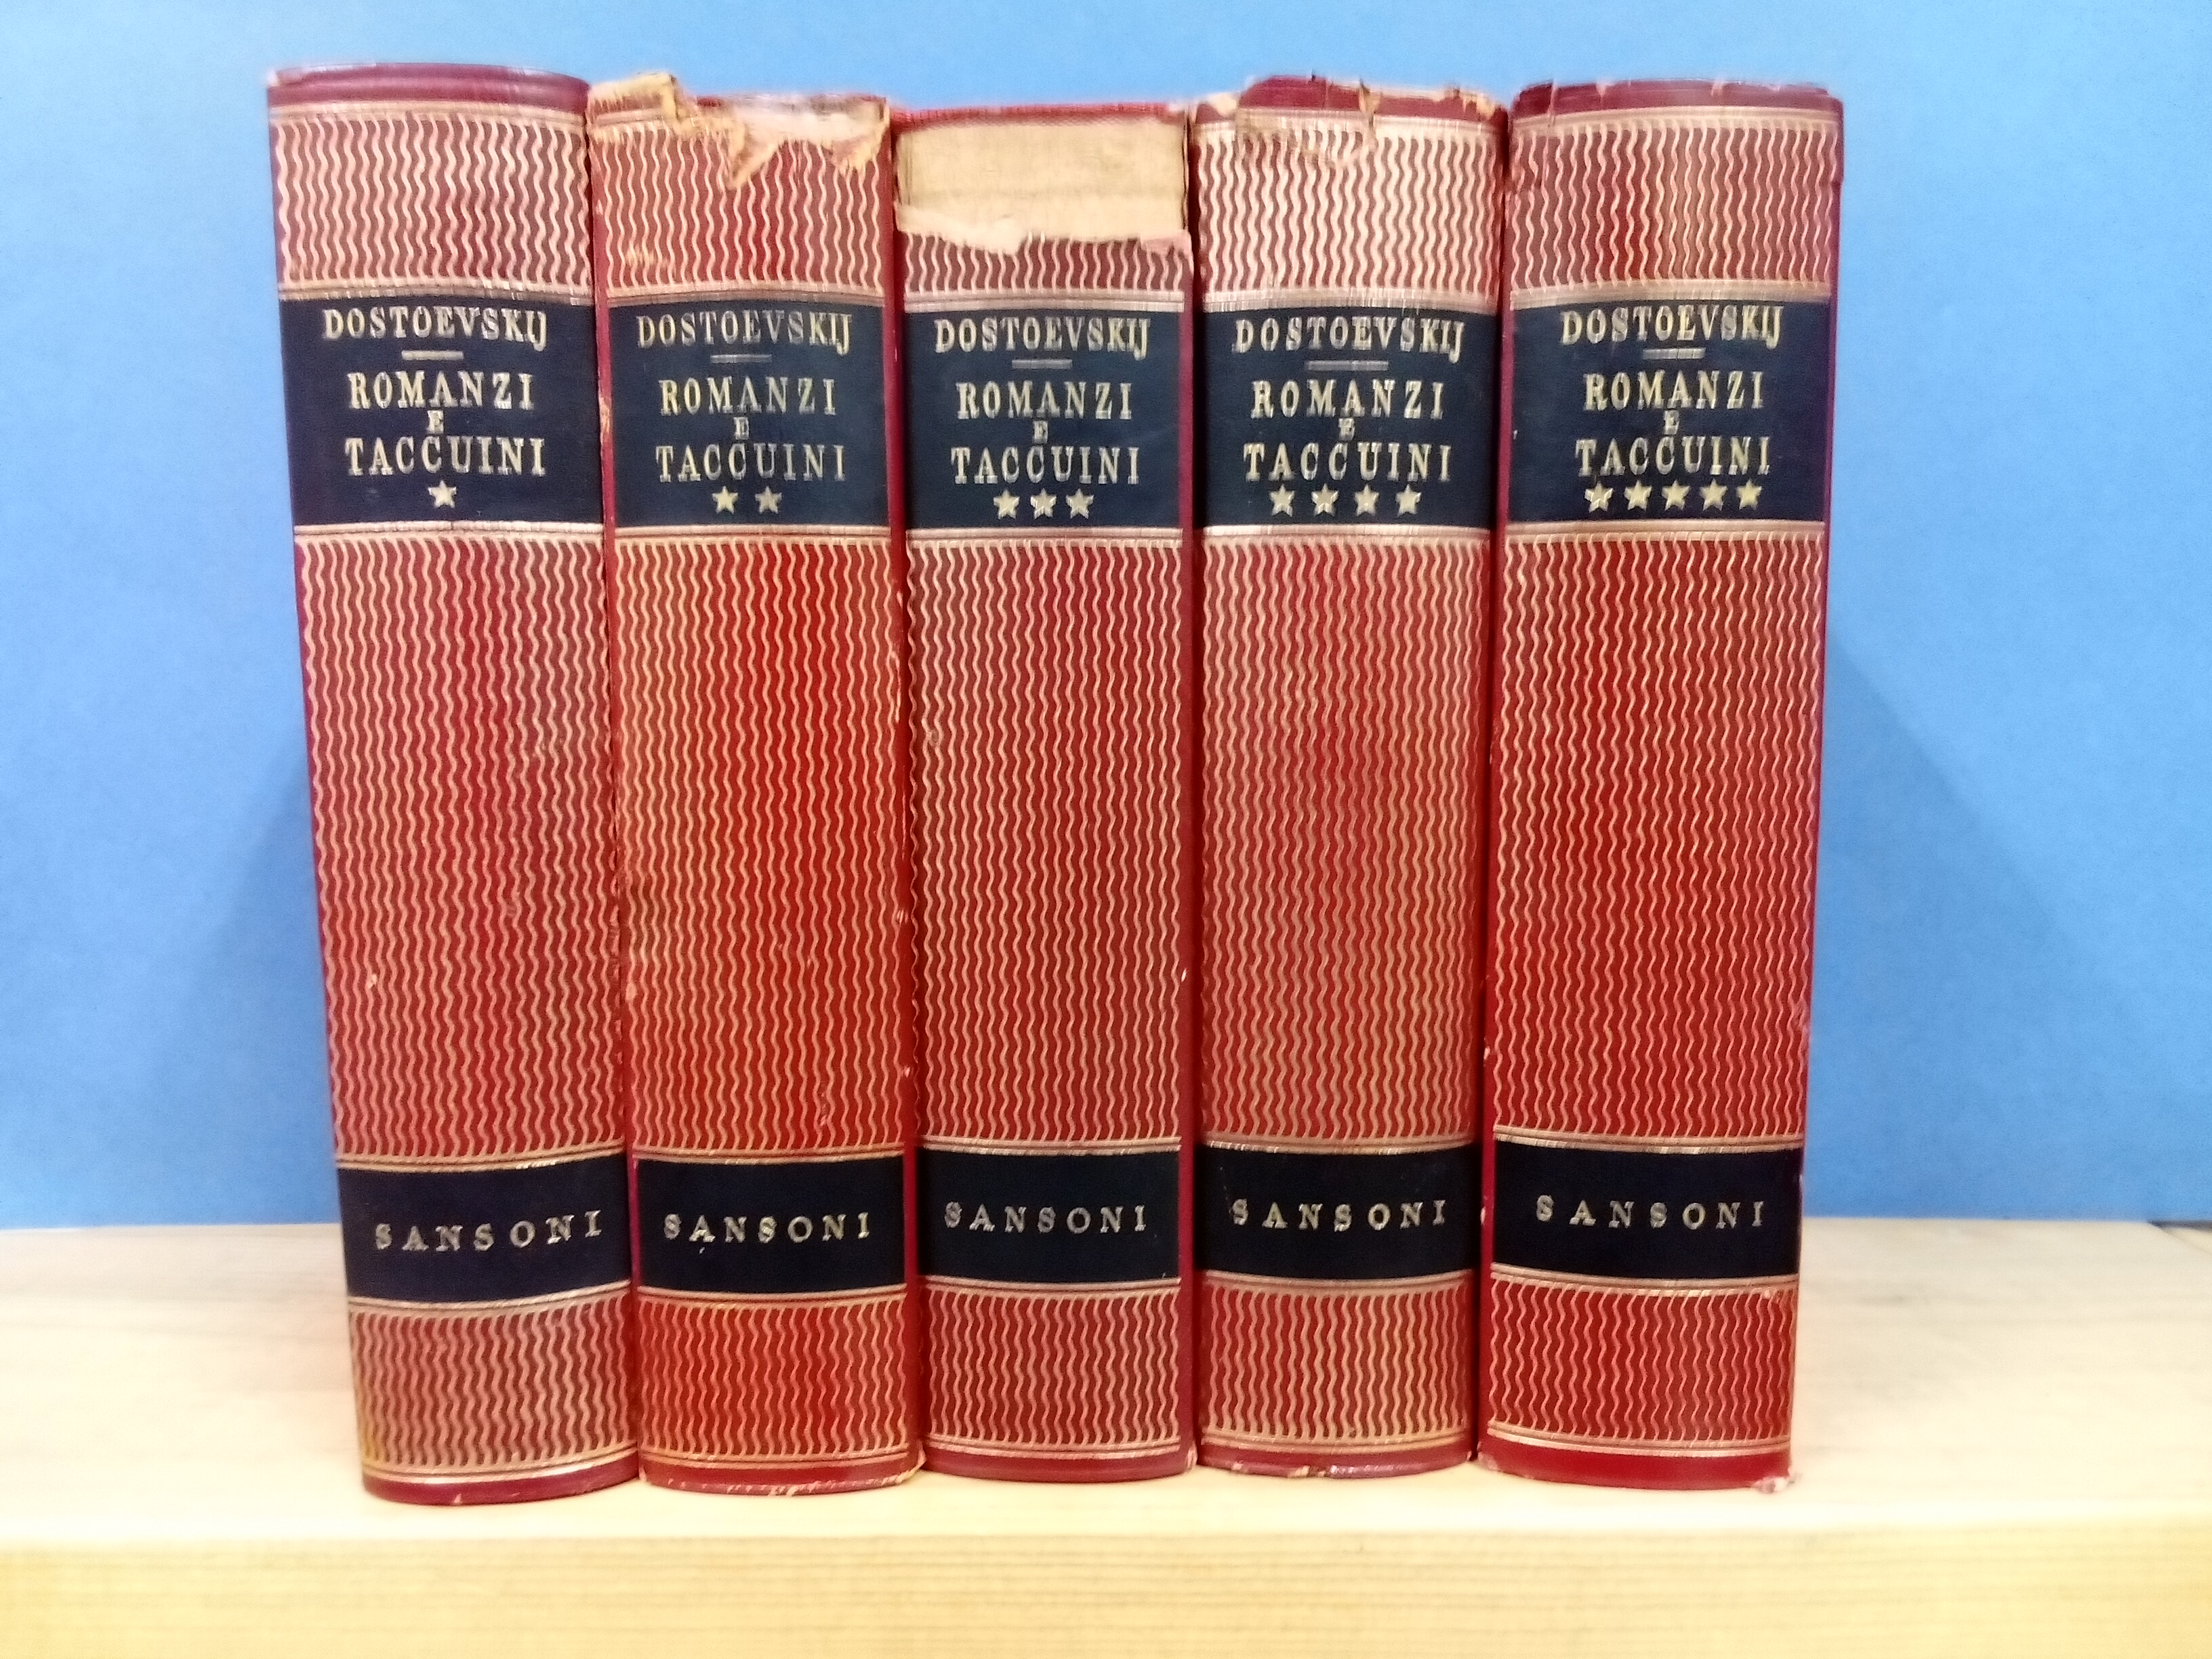 DOSTOEVSKIJ
ROMANZI
E
TACCUINI
★
SANSONI
DOSTOEVSKIJ
ROMANZI
E
TACCUINI
★★
SANSONI
DOSTOEVSKIJ
ROMANZI
E
TACCUINI
★★★
SANSONI
DOSTOEVSKIJ
ROMANZI
E
TACCUINI
★★★★
SANSONI
DOSTOEVSKIJ
ROMANZI
E
TACCUINI
★★★★★
SANSONI